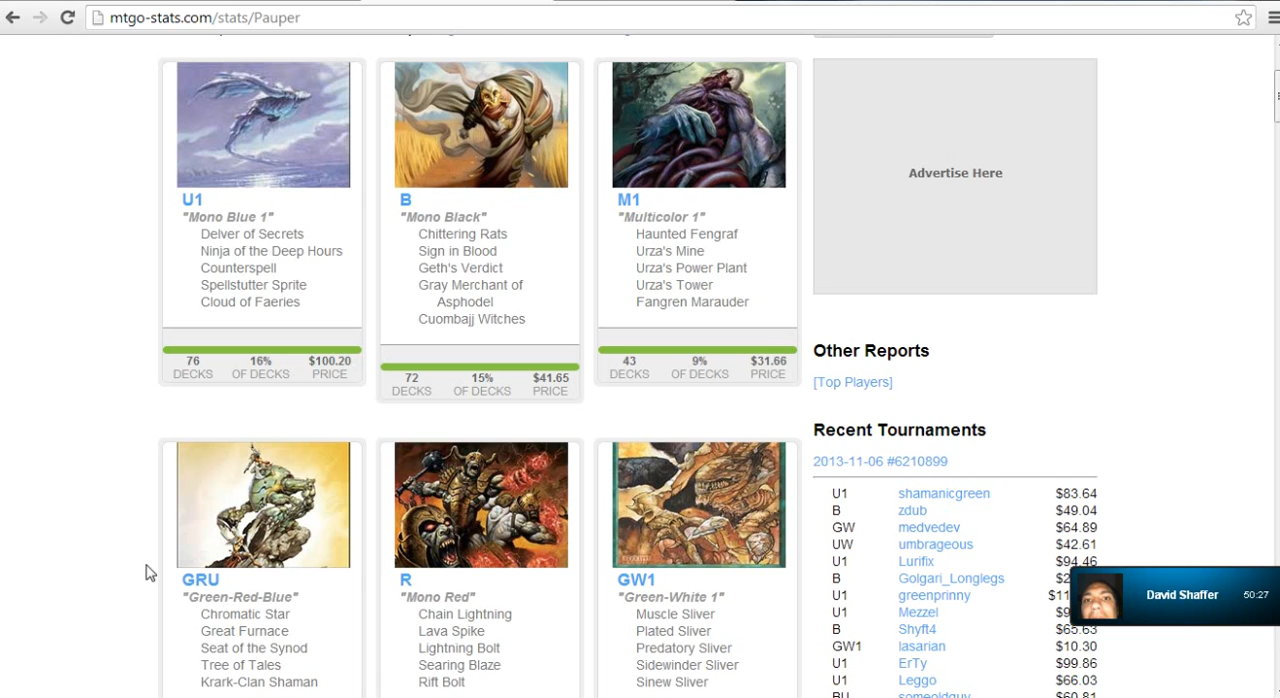 mtgo-stats.com/stats/Pauper
U1
"Mono Blue 1"
Delver of Secrets
Ninja of the Deep Hours
Counterspell
Spellstutter Sprite
Cloud of Faeries
76 16% $100.20
DECKS OF DECKS PRICE
B
"Mono Black"
Chittering Rats
Sign in Blood
Geth's Verdict
Gray Merchant of
Asphodel
Cuombajj Witches
72 15% $41.65
DECKS OF DECKS PRICE
M1
"Multicolor 1"
Haunted Fengraf
Urza's Mine
Urza's Power Plant
Urza's Tower
Fangren Marauder
43 9% $31.66
DECKS OF DECKS PRICE
GRU
"Green-Red-Blue"
Chromatic Star
Great Furnace
Seat of the Synod
Tree of Tales
Krark-Clan Shaman
R
"Mono Red"
Chain Lightning
Lava Spike
Lightning Bolt
Searing Blaze
Rift Bolt
GW1
"Green-White 1"
Muscle Sliver
Plated Sliver
Predatory Sliver
Sidewinder Sliver
Sinew Sliver
Advertise Here
Other Reports
[Top Players]
Recent Tournaments
2013-11-06 #6210899
U1 shamanicgreen $83.64
B zdub $49.04
GW medvedev $64.89
UW umbrageous $42.61
U1 Lurifix $94.46
B Golgari_Longlegs
U1 greenprinny
U1 Mezzel
B Shyft4 $65.63
GW1 lasarian $10.30
U1 ErTy $99.86
U1 Leggo $66.03
BU someoldguy $60.81
David Shaffer 50:27